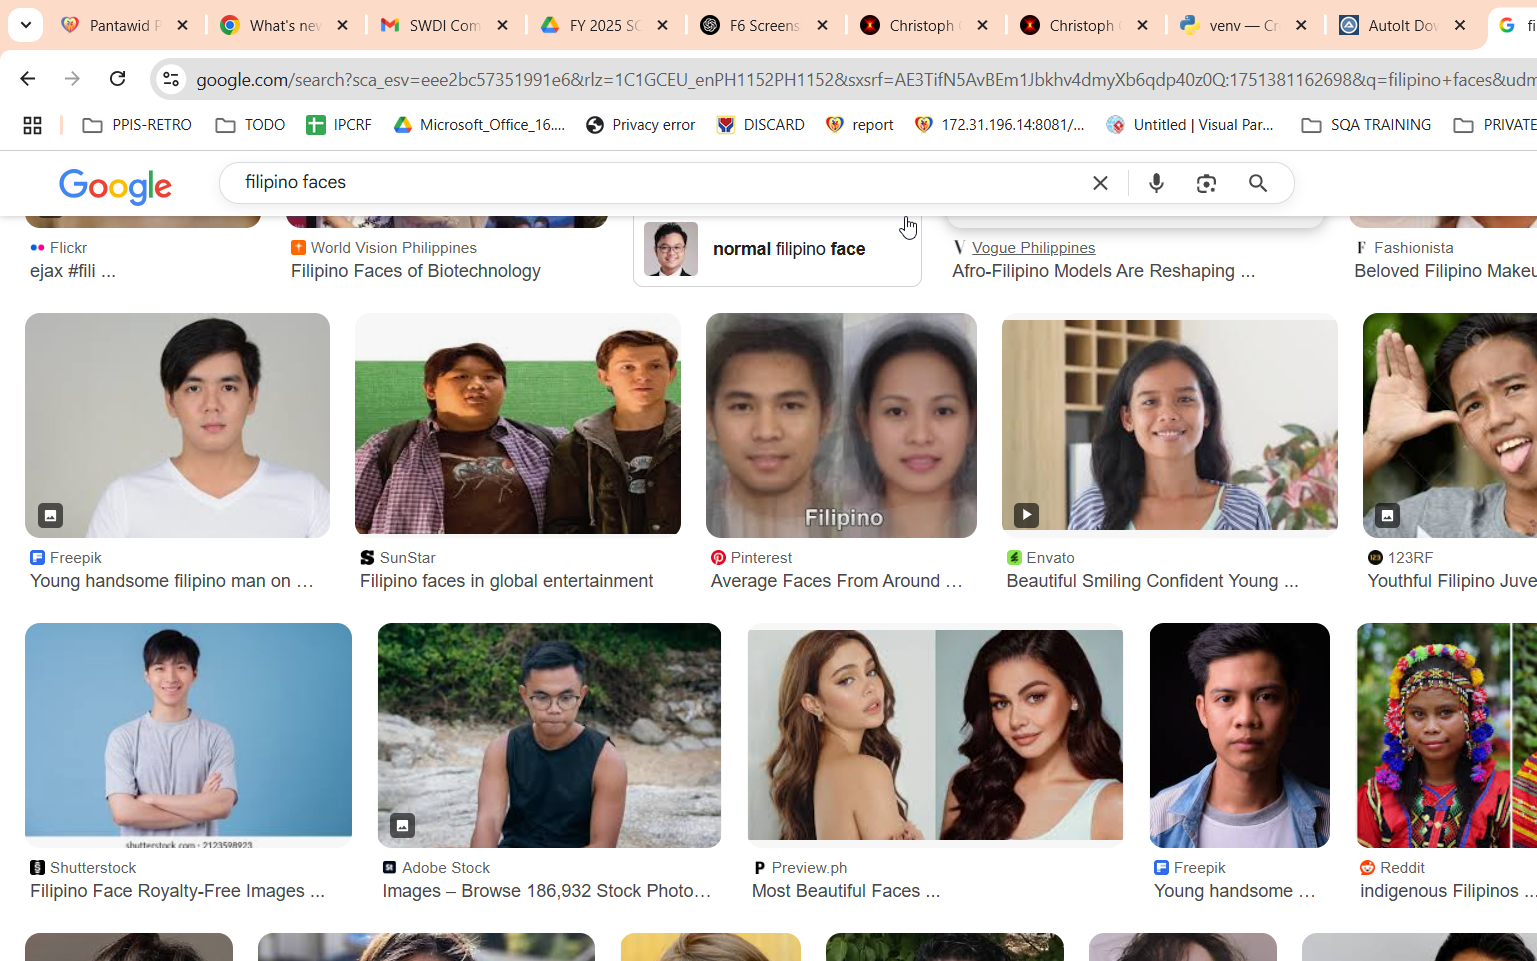 Pantawid P
What's nev
SWDI Com
FY 2025 SC
F6 Screens
Christoph
Christoph
venv — Cr
AutoIt Dov
fi
google.com/search?sca_esv=eee2bc57351991e6&rlz=1C1GCEU_enPH1152PH1152&sxsrf=AE3TifN5AvBEm1Jbkhv4dmyXb6qdp40z0Q:1751381162698&q=filipino+faces&udm
PPIS-RETRO
TODO
IPCRF
Microsoft_Office_16....
Privacy error
DISCARD
report
172.31.196.14:8081/...
Untitled | Visual Par...
SQA TRAINING
PRIVATE
Google
filipino faces
Flickr
ejax #fili ...
World Vision Philippines
Filipino Faces of Biotechnology
normal filipino face
Vogue Philippines
Afro-Filipino Models Are Reshaping ...
Fashionista
Beloved Filipino Makeu
Filipino
Freepik
Young handsome filipino man on ...
SunStar
Filipino faces in global entertainment
Pinterest
Average Faces From Around ...
Envato
Beautiful Smiling Confident Young ...
123RF
Youthful Filipino Juve
shutterstock.com · 2123598923
Shutterstock
Filipino Face Royalty-Free Images ...
Adobe Stock
Images – Browse 186,932 Stock Photo...
Preview.ph
Most Beautiful Faces ...
Freepik
Young handsome ...
Reddit
indigenous Filipinos ...